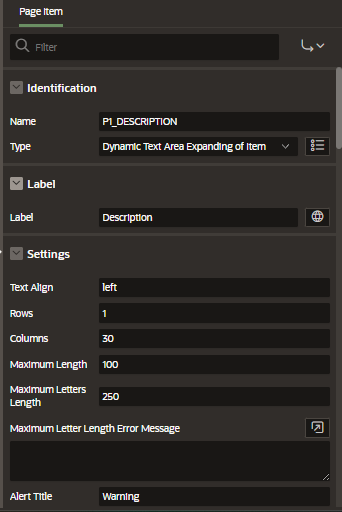 Page Item
Filter
Identification
Name P1_DESCRIPTION
Type Dynamic Text Area Expanding of Item
Label
Label Description
Settings
Text Align left
Rows 1
Columns 30
Maximum Length 100
Maximum Letters
Length 250
Maximum Letter Length Error Message
Alert Title Warning